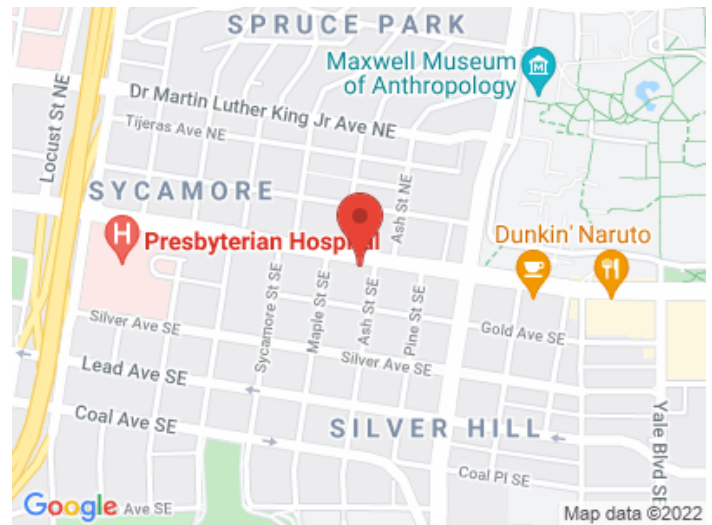 SPRUCE PARK
Maxwell Museum
of Anthropology
Locust St NE
Dr Martin Luther King Jr Ave NE
Tijeras Ave NE
SYCAMORE
Ash St NE
H
Presbyterian Hospital
Dunkin'
Naruto
Sycamore St SE
Maple St SE
Ash St SE
Pine St SE
Gold Ave SE
Silver Ave SE
Silver Ave SE
Lead Ave SE
Coal Ave SE
SILVER HILL
Yale Blvd SE
Coal Pl SE
Google
Ave SE
Map data ©2022